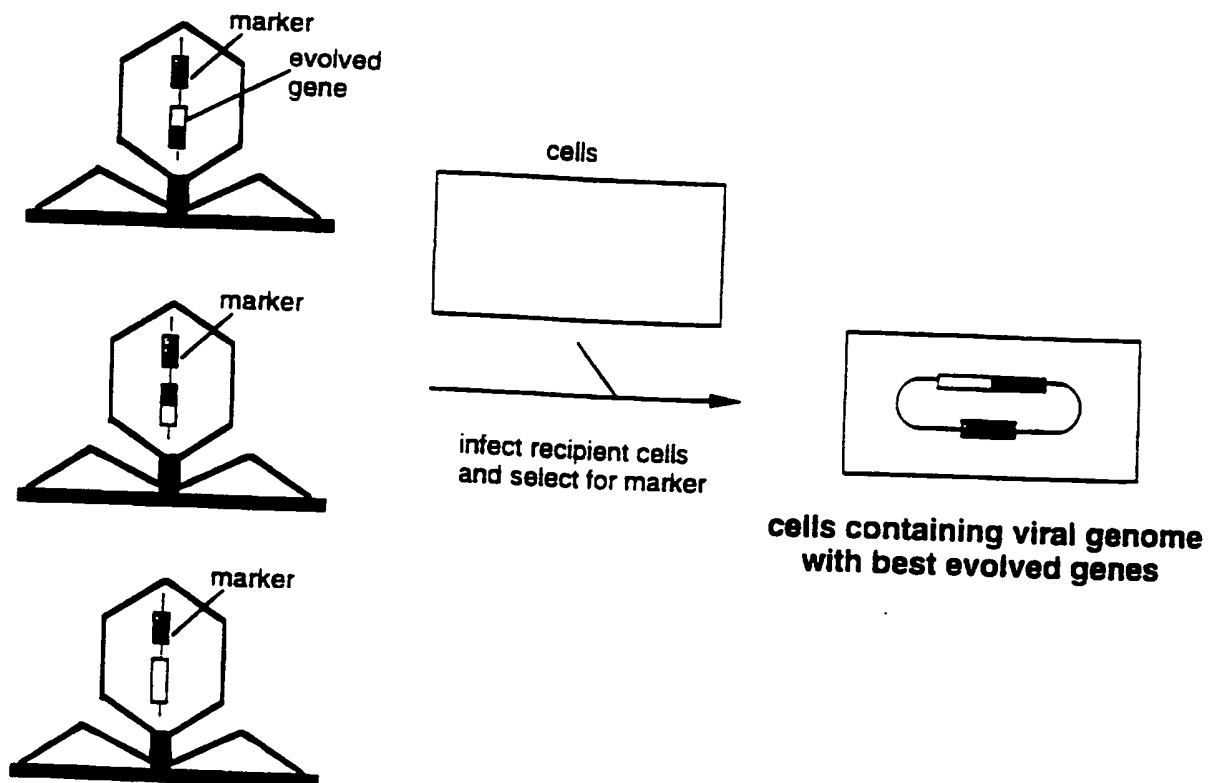 marker
evolved
gene
cells
marker
infect recipient cells
and select for marker
cells containing viral genome
with best evolved genes
marker